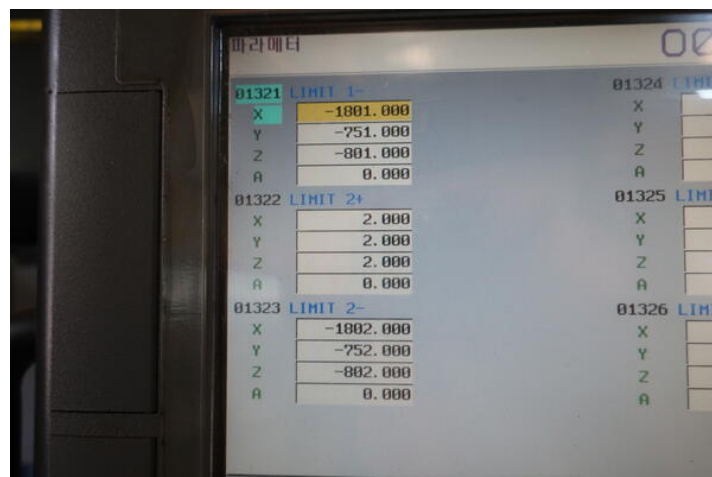 파라메터
01321 LIMIT 1-
X -1801.000
Y -751.000
Z -801.000
A 0.000
01322 LIMIT 2+
X 2.000
Y 2.000
Z 2.000
A 0.000
01323 LIMIT 2-
X -1802.000
Y -752.000
Z -802.000
A 0.000
01324
X
Y
Z
A
01325
X
Y
Z
A
01326
X
Y
Z
A